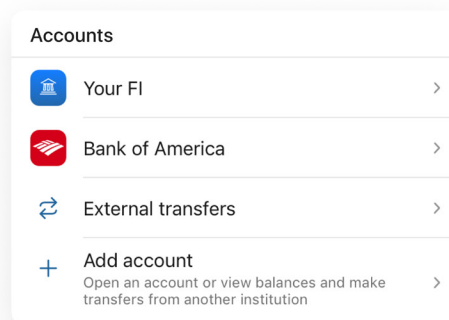 Accounts
Your FI
Bank of America
External transfers
Add account
Open an account or view balances and make
transfers from another institution